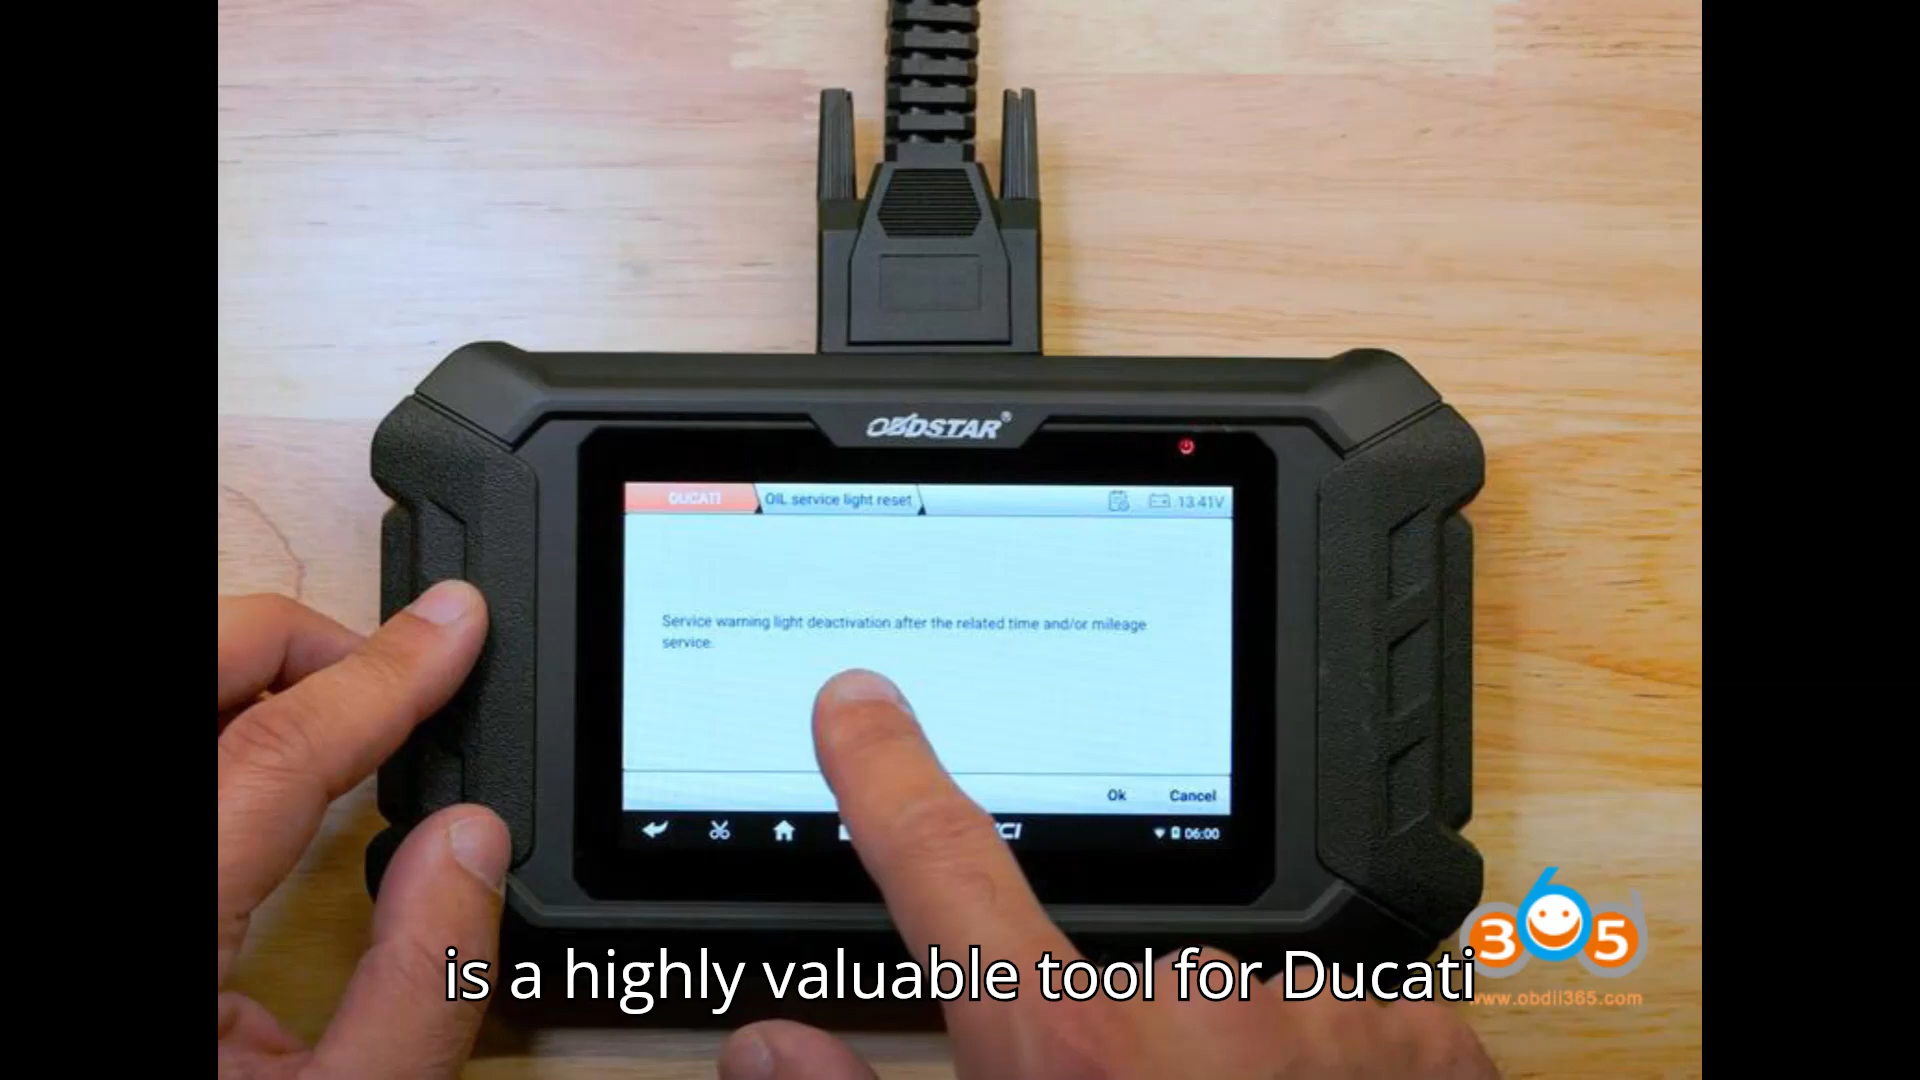 OBDSTAR®
DUCATI
OIL service light reset
13.41V
Service warning light deactivation after the related time and/or mileage
service.
Ok
Cancel
06:00
365
is a highly valuable tool for Ducati
www.obdii365.com